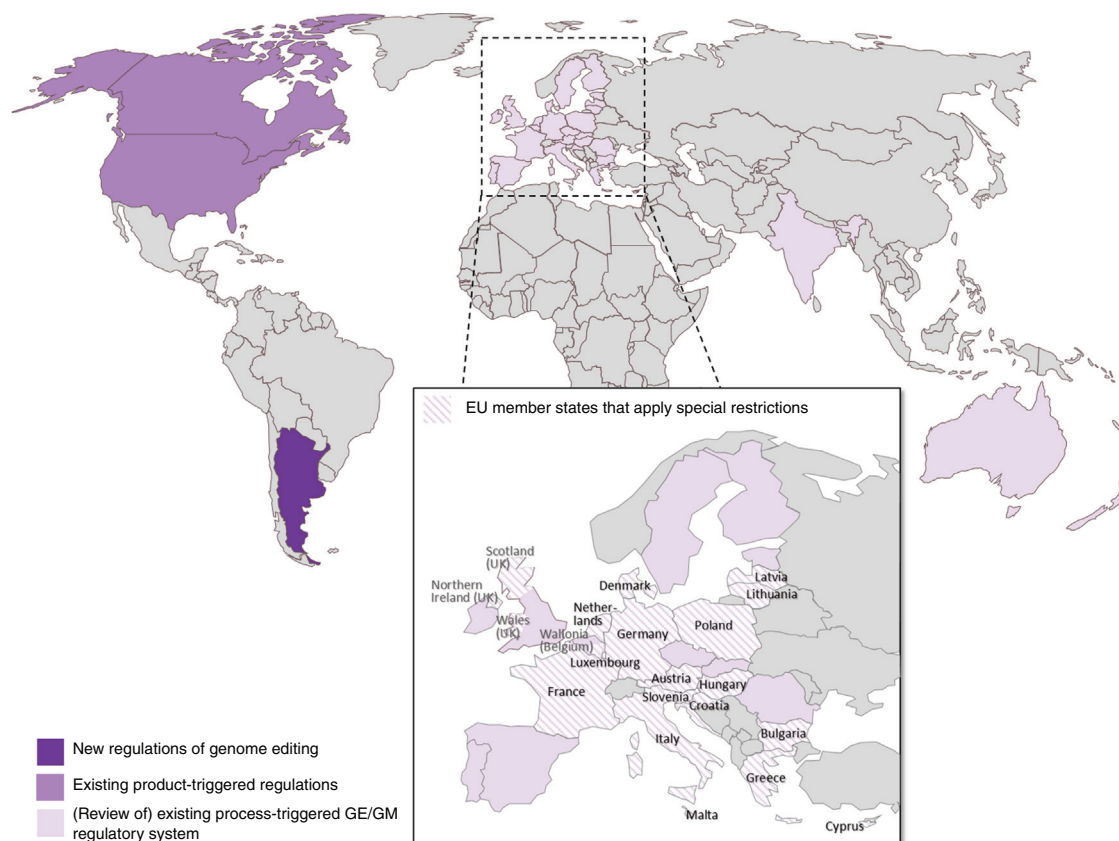 EU member states that apply special restrictions
Scotland
(UK)
Northern
Ireland (UK)
Wales
(UK)
Denmark
Nether-
lands
Wallonia
(Belgium)
Luxembourg
Germany
Poland
Latvia
Lithuania
France
Austria
Slovenia
Hungary
Croatia
Italy
Bulgaria
Greece
Malta
Cyprus
New regulations of genome editing
Existing product-triggered regulations
(Review of) existing process-triggered GE/GM
regulatory system